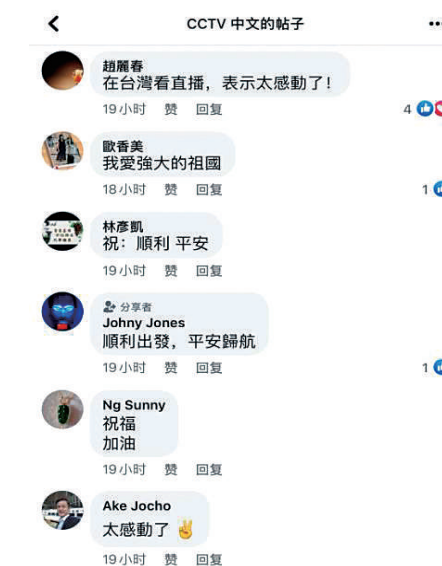 CCTV 中文的帖子
趙麗春
在台灣看直播，表示太感動了！
19小时 赞 回复 4
歐香美
我愛強大的祖國
18小时 赞 回复 1
林彥凱
祝：順利 平安
19小时 赞 回复
分享者
Johny Jones
順利出發，平安歸航
19小时 赞 回复 1
Ng Sunny
祝福
加油
19小时 赞 回复
Ake Jocho
太感動了 ✌
19小时 赞 回复